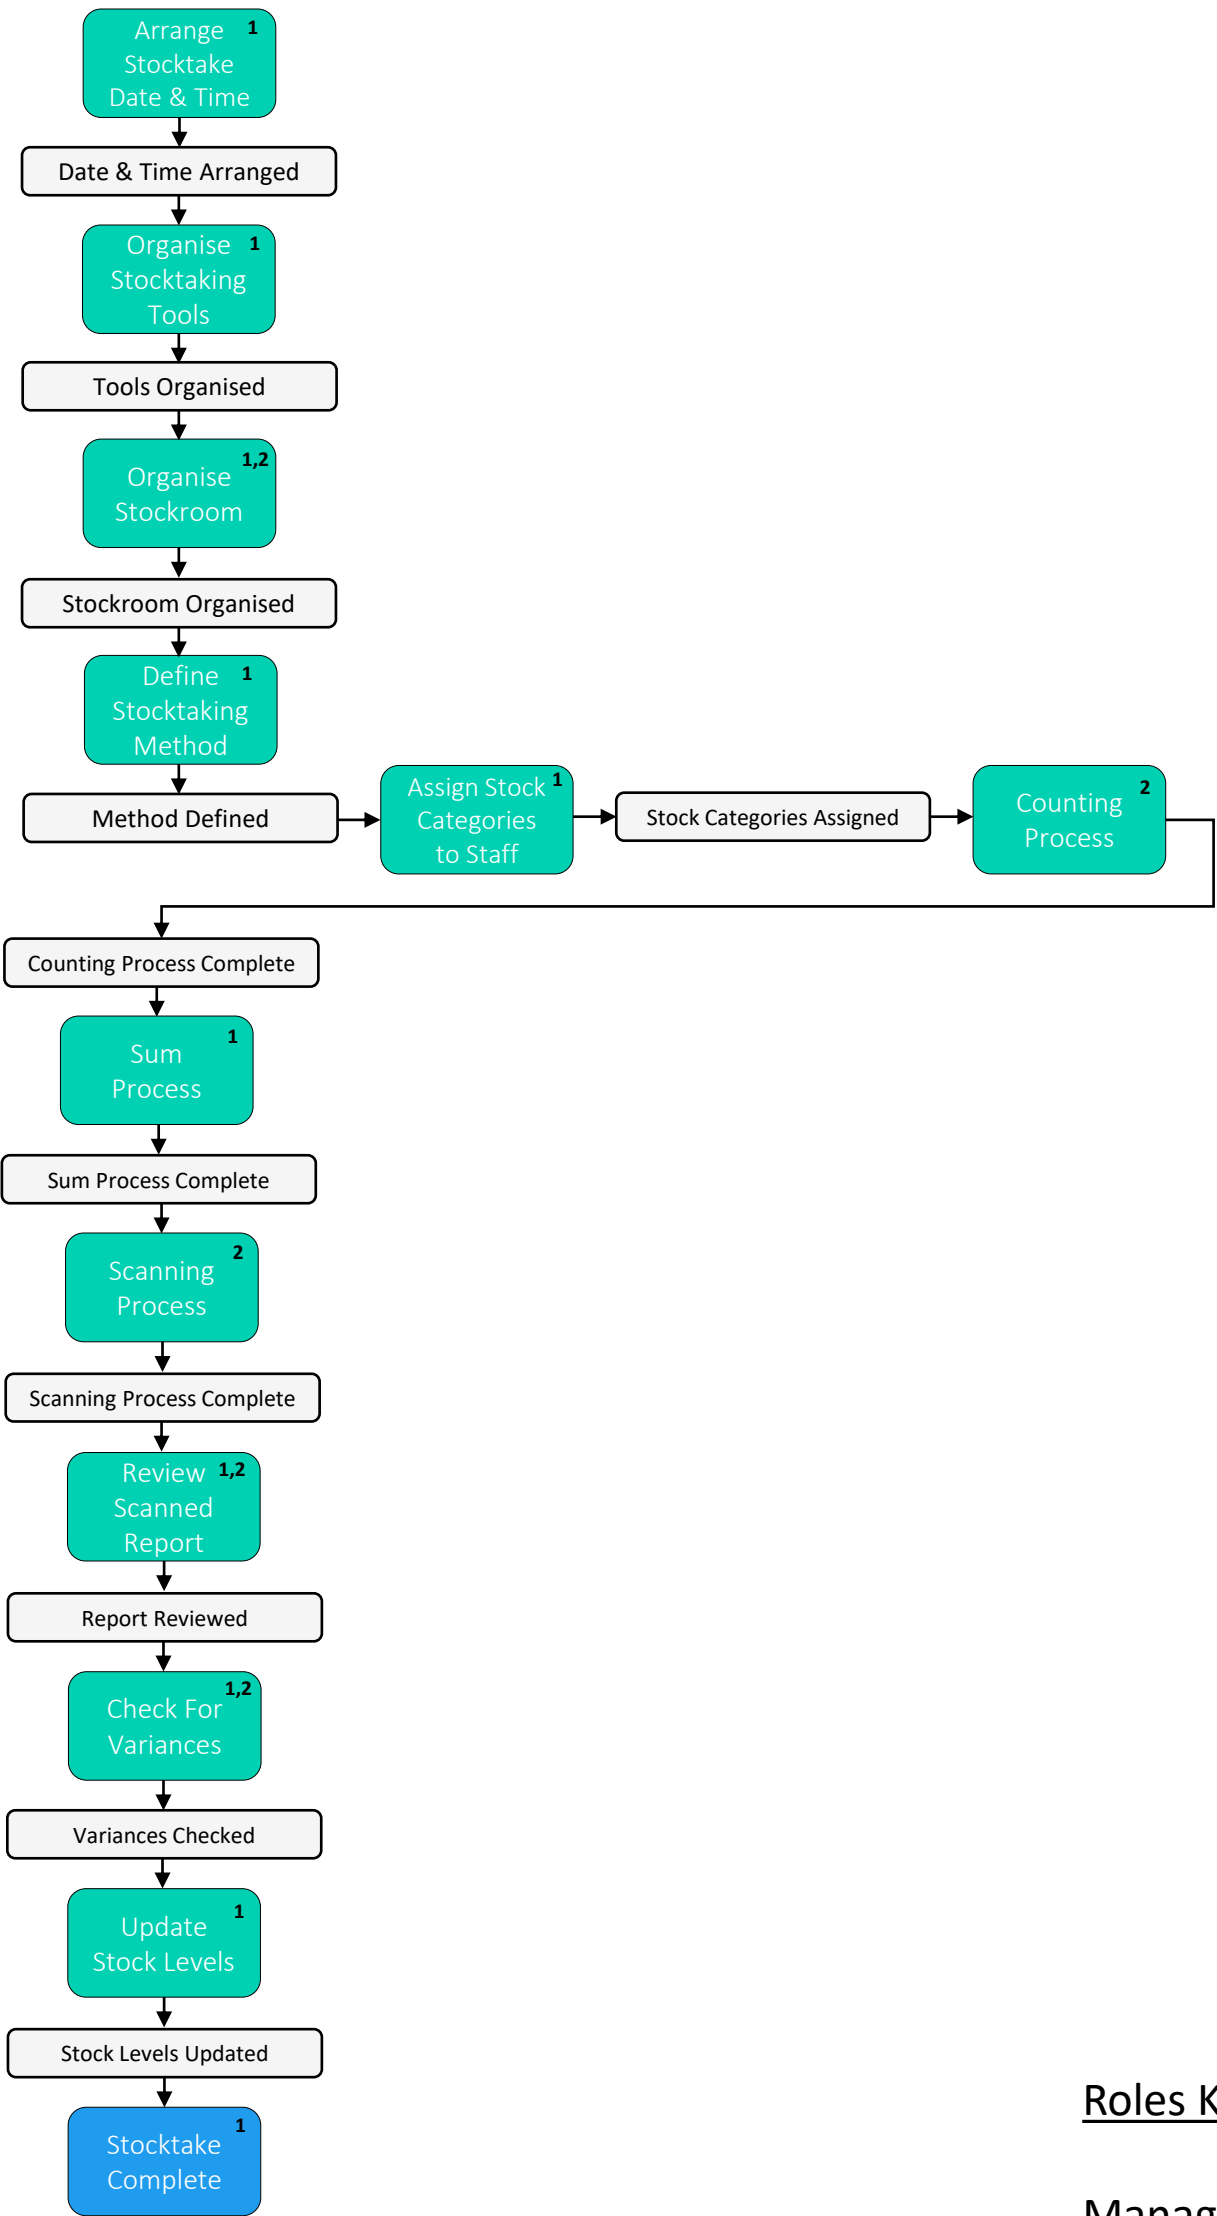 Arrange 1
Stocktake
Date & Time
Date & Time Arranged
Organise 1
Stocktaking
Tools
Tools Organised
1,2
Organise
Stockroom
Stockroom Organised
Define 1
Stocktaking
Method
Method Defined
Assign Stock 1
Categories
to Staff
Stock Categories Assigned
2
Counting
Process
Counting Process Complete
1
Sum
Process
Sum Process Complete
2
Scanning
Process
Scanning Process Complete
Review 1,2
Scanned
Report
Report Reviewed
1,2
Check For
Variances
Variances Checked
1
Update
Stock Levels
Stock Levels Updated
1
Stocktake
Complete
Roles K
Manag